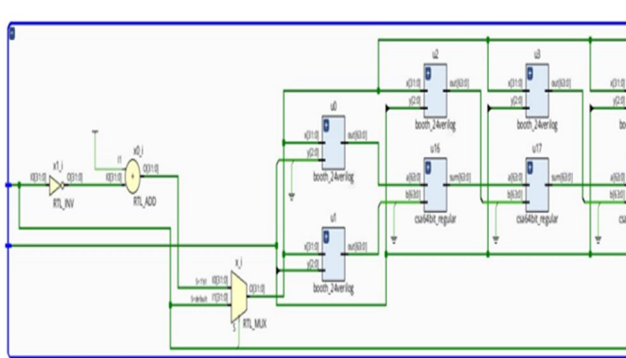 u2
u3
x[31:0]
out[63:0]
x[31:0]
out[63:0]
y[2:0]
y[2:0]
u0
booth_24verilog
booth_24verilog
x[31:0]
out[63:0]
x0_i
y[2:0]
u16
u17
x1_i
I1
O[31:0]
booth_24verilog
I0[31:0]
O[31:0]
I0[31:0]
a[63:0]
sum[63:0]
a[63:0]
sum[63:0]
b[63:0]
b[63:0]
RTL_INV
RTL_ADD
u1
csa64bit_regular
csa64bit_regular
x[31:0]
out[63:0]
x_i
y[2:0]
S=1'b1
I0[31:0]
O[31:0]
booth_24verilog
S=default
I1[31:0]
S
RTL_MUX